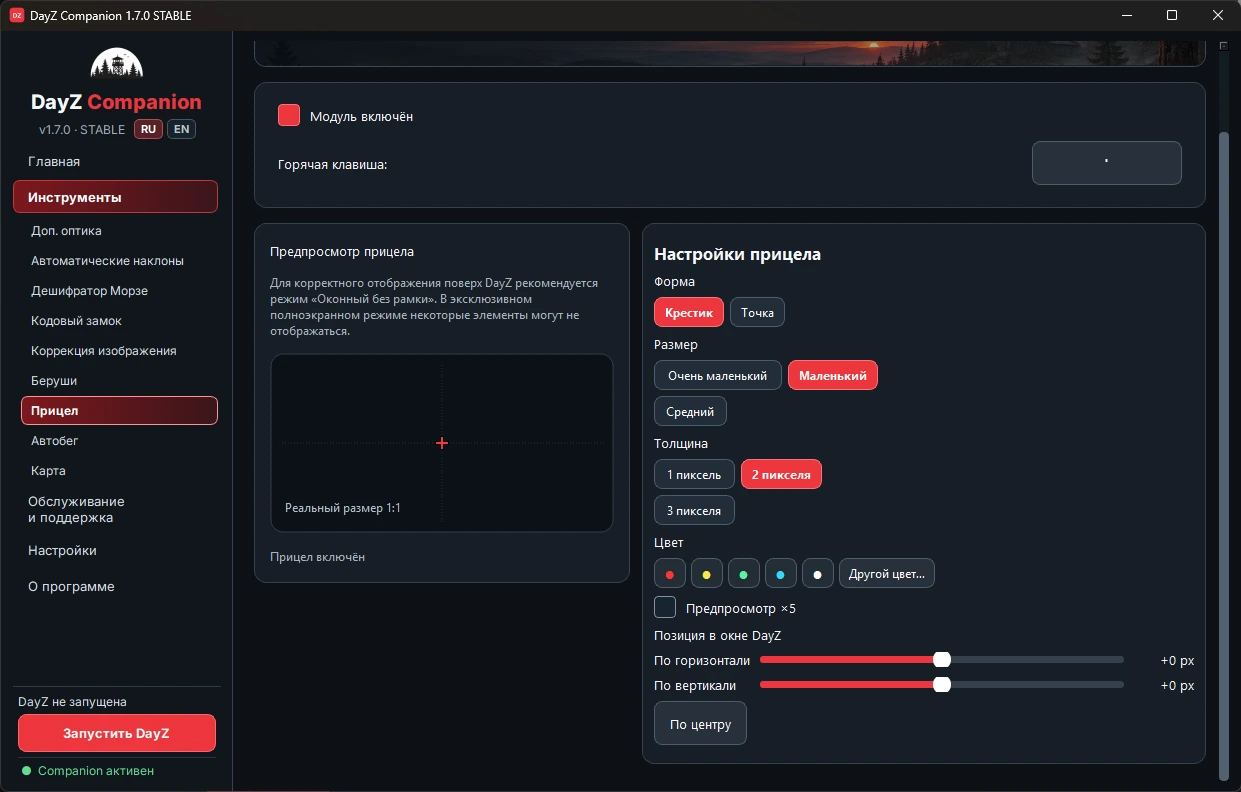 DZ DayZ Companion 1.7.0 STABLE
DayZ Companion
v1.7.0 · STABLE RU EN
Главная
Инструменты
Доп. оптика
Автоматические наклоны
Дешифратор Морзе
Кодовый замок
Коррекция изображения
Беруши
Прицел
Автобег
Карта
Обслуживание
и поддержка
Настройки
О программе
DayZ не запущена
Запустить DayZ
Companion активен
Модуль включён
Горячая клавиша:
Предпросмотр прицела
Для корректного отображения поверх DayZ рекомендуется
режим «Оконный без рамки». В эксклюзивном
полноэкранном режиме некоторые элементы могут не
отображаться.
Реальный размер 1:1
Прицел включён
Настройки прицела
Форма
Крестик Точка
Размер
Очень маленький Маленький
Средний
Толщина
1 пиксель 2 пикселя
3 пикселя
Цвет
Другой цвет...
Предпросмотр ×5
Позиция в окне DayZ
По горизонтали +0 px
По вертикали +0 px
По центру